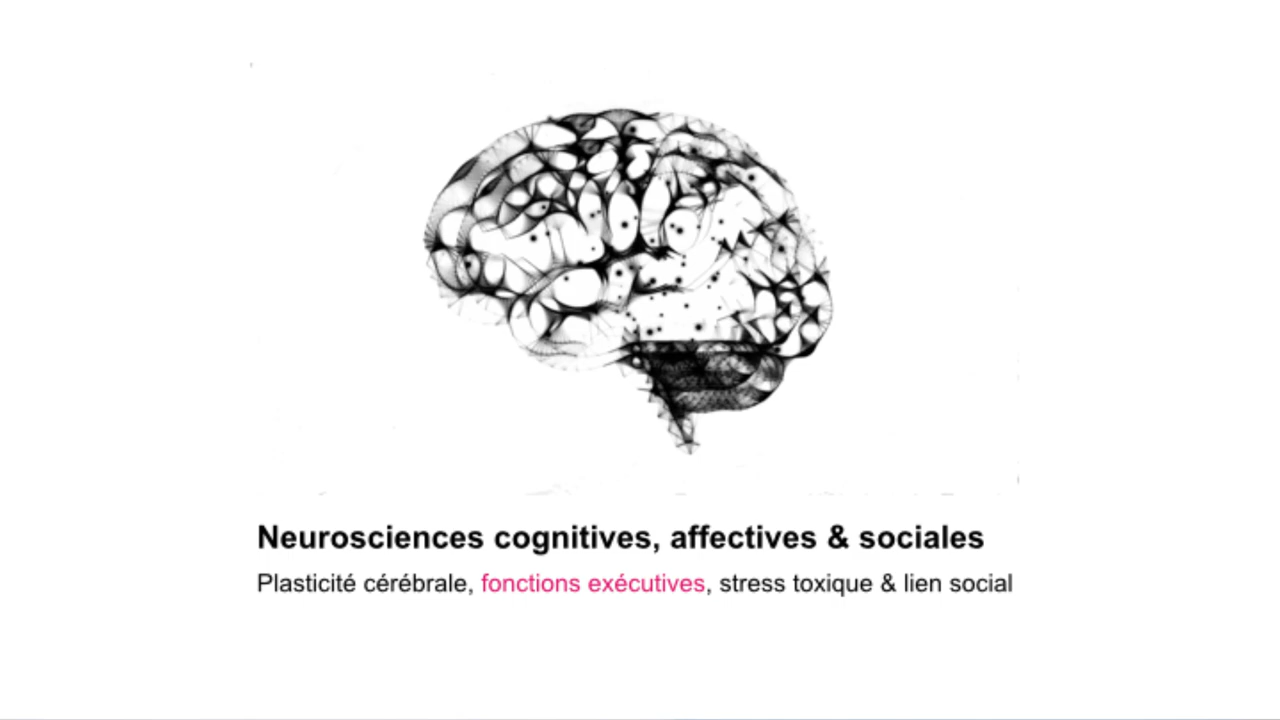 Neurosciences cognitives, affectives & sociales
Plasticité cérébrale, fonctions exécutives, stress toxique & lien social